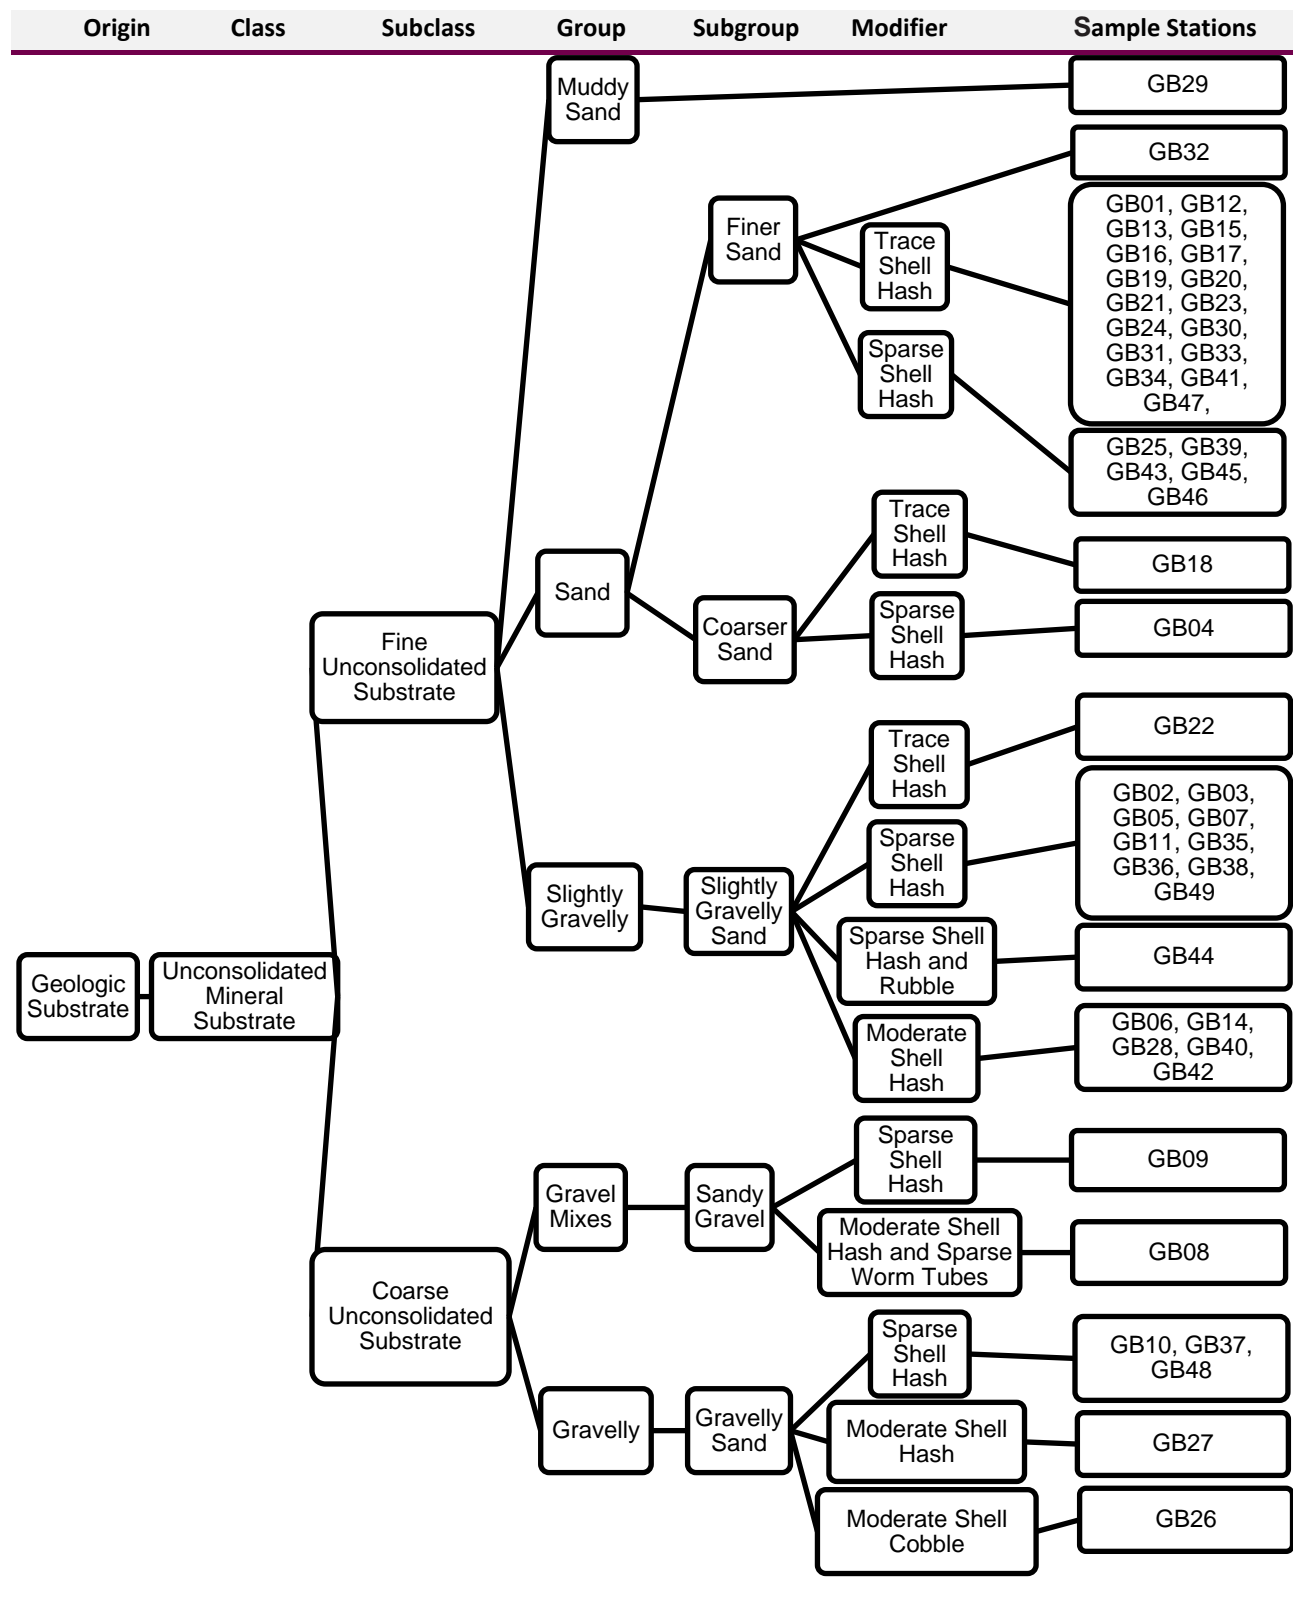 Origin Class Subclass Group Subgroup Modifier Sample Stations
Muddy
Sand
GB29
GB32
Finer
Sand
Trace
Shell
Hash
GB01, GB12,
GB13, GB15,
GB16, GB17,
GB19, GB20,
GB21, GB23,
GB24, GB30,
GB31, GB33,
GB34, GB41,
GB47,
Sparse
Shell
Hash
GB25, GB39,
GB43, GB45,
GB46
Sand
Coarser
Sand
Trace
Shell
Hash
GB18
Sparse
Shell
Hash
GB04
Fine
Unconsolidated
Substrate
Slightly
Gravelly
Slightly
Gravelly
Sand
Trace
Shell
Hash
GB22
Sparse
Shell
Hash
GB02, GB03,
GB05, GB07,
GB11, GB35,
GB36, GB38,
GB49
Sparse Shell
Hash and
Rubble
GB44
Moderate
Shell
Hash
GB06, GB14,
GB28, GB40,
GB42
Geologic
Substrate
Unconsolidated
Mineral
Substrate
Gravel
Mixes
Sandy
Gravel
Sparse
Shell
Hash
GB09
Moderate Shell
Hash and Sparse
Worm Tubes
GB08
Coarse
Unconsolidated
Substrate
Gravelly
Gravelly
Sand
Sparse
Shell
Hash
GB10, GB37,
GB48
Moderate Shell
Hash
GB27
Moderate Shell
Cobble
GB26